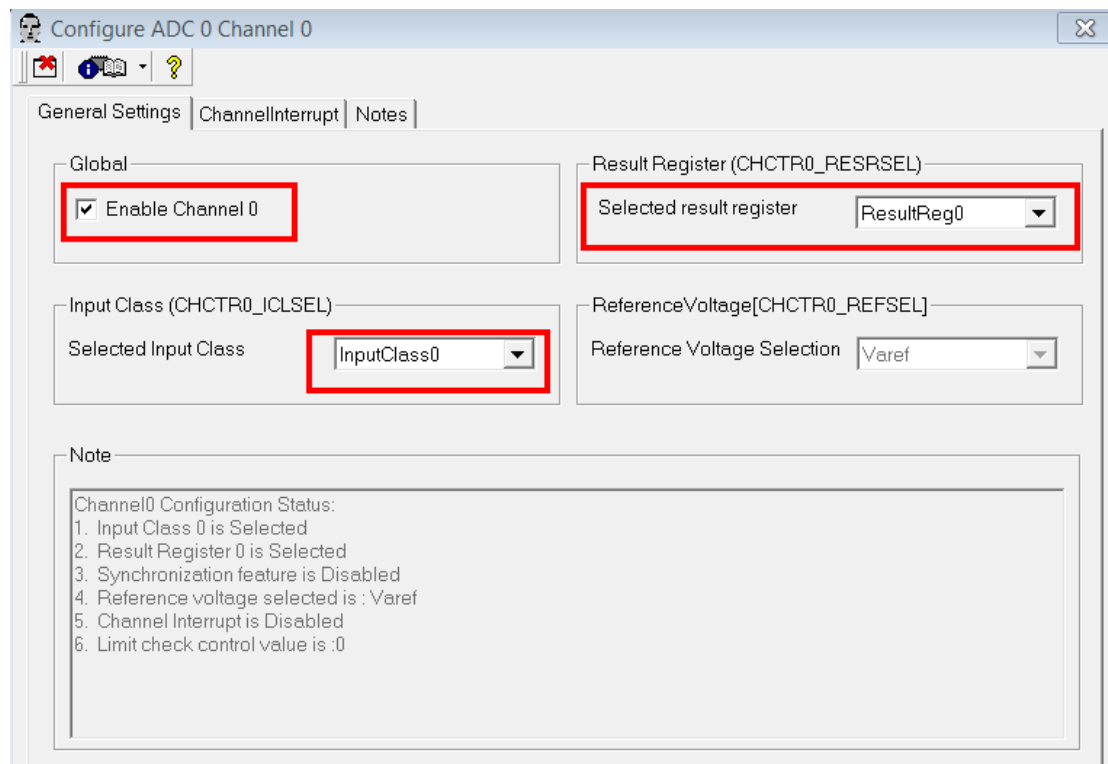 Configure ADC 0 Channel 0
General Settings
ChannelInterrupt
Notes
Global
Enable Channel 0
Result Register (CHCTR0_RESRSEL)
Selected result register
ResultReg0
Input Class (CHCTR0_ICLSEL)
Selected Input Class
InputClass0
ReferenceVoltage[CHCTR0_REFSEL]
Reference Voltage Selection
Varef
Note
Channel0 Configuration Status:
1. Input Class 0 is Selected
2. Result Register 0 is Selected
3. Synchronization feature is Disabled
4. Reference voltage selected is : Varef
5. Channel Interrupt is Disabled
6. Limit check control value is :0